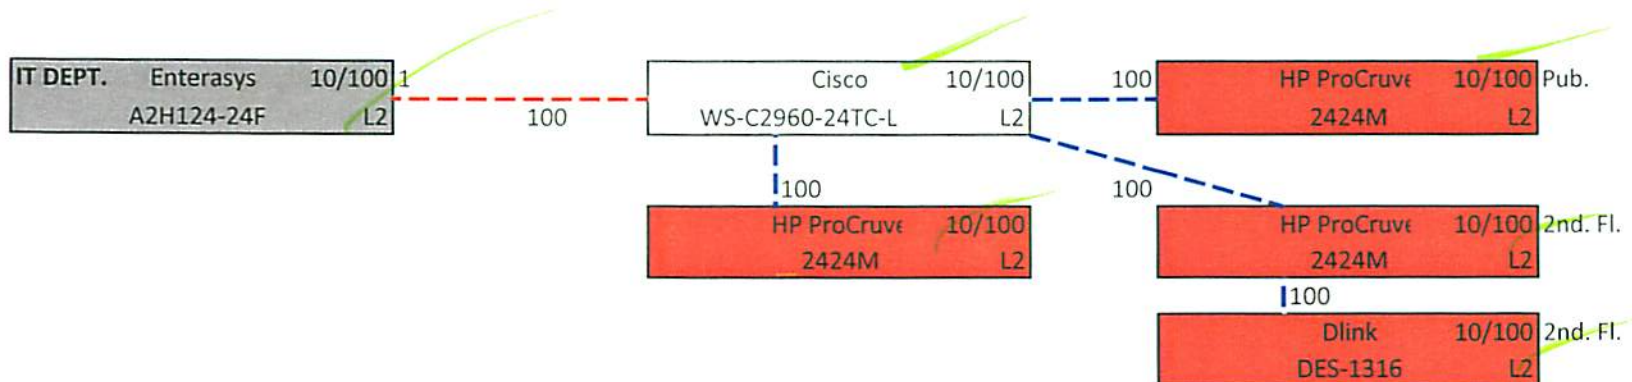 IT DEPT. Enterasys 10/100 1
A2H124-24F L2
100
Cisco 10/100
WS-C2960-24TC-L L2
100
HP ProCruve 10/100 Pub.
2424M L2
100
HP ProCruve 10/100
2424M L2
100
HP ProCruve 10/100 2nd. Fl.
2424M L2
100
Dlink 10/100 2nd. Fl.
DES-1316 L2